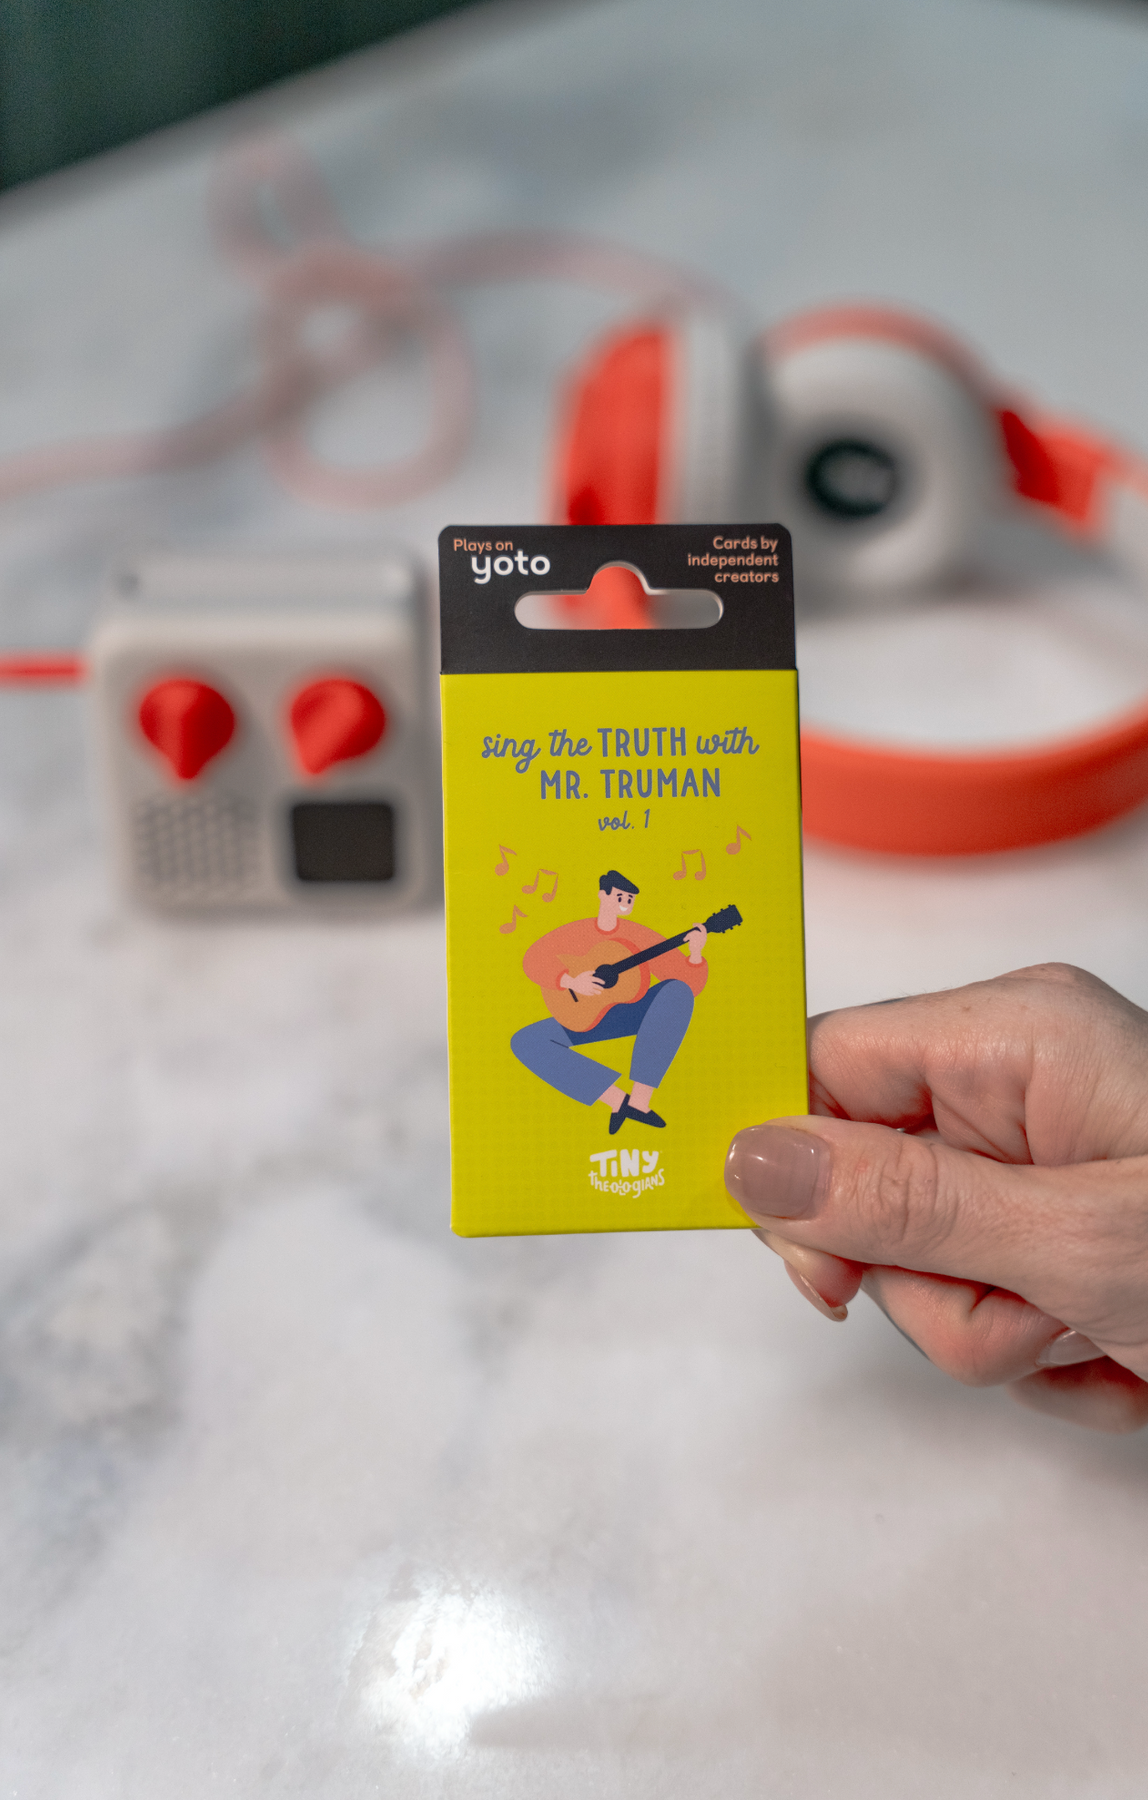 Plays on
yoto
Cards by
independent
creators
sing the TRUTH with
MR. TRUMAN
vol. 1
TiNy
THEOLOGIANS